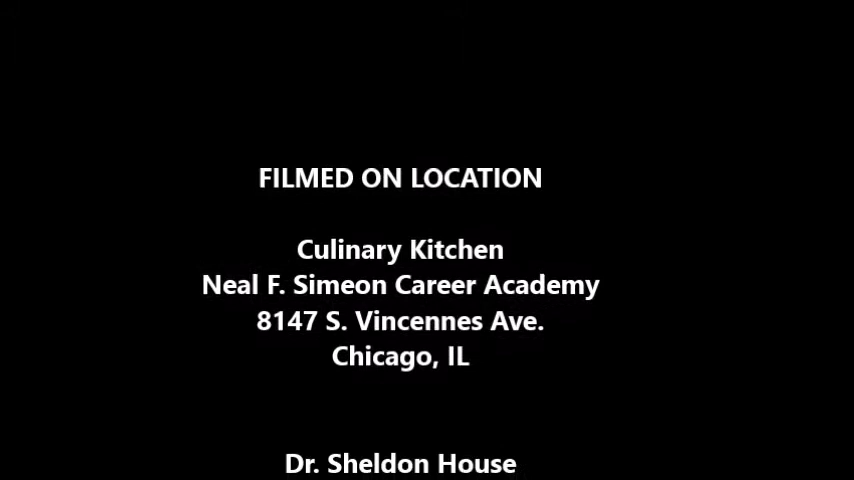 FILMED ON LOCATION
Culinary Kitchen
Neal F. Simeon Career Academy
8147 S. Vincennes Ave.
Chicago, IL
Dr. Sheldon House